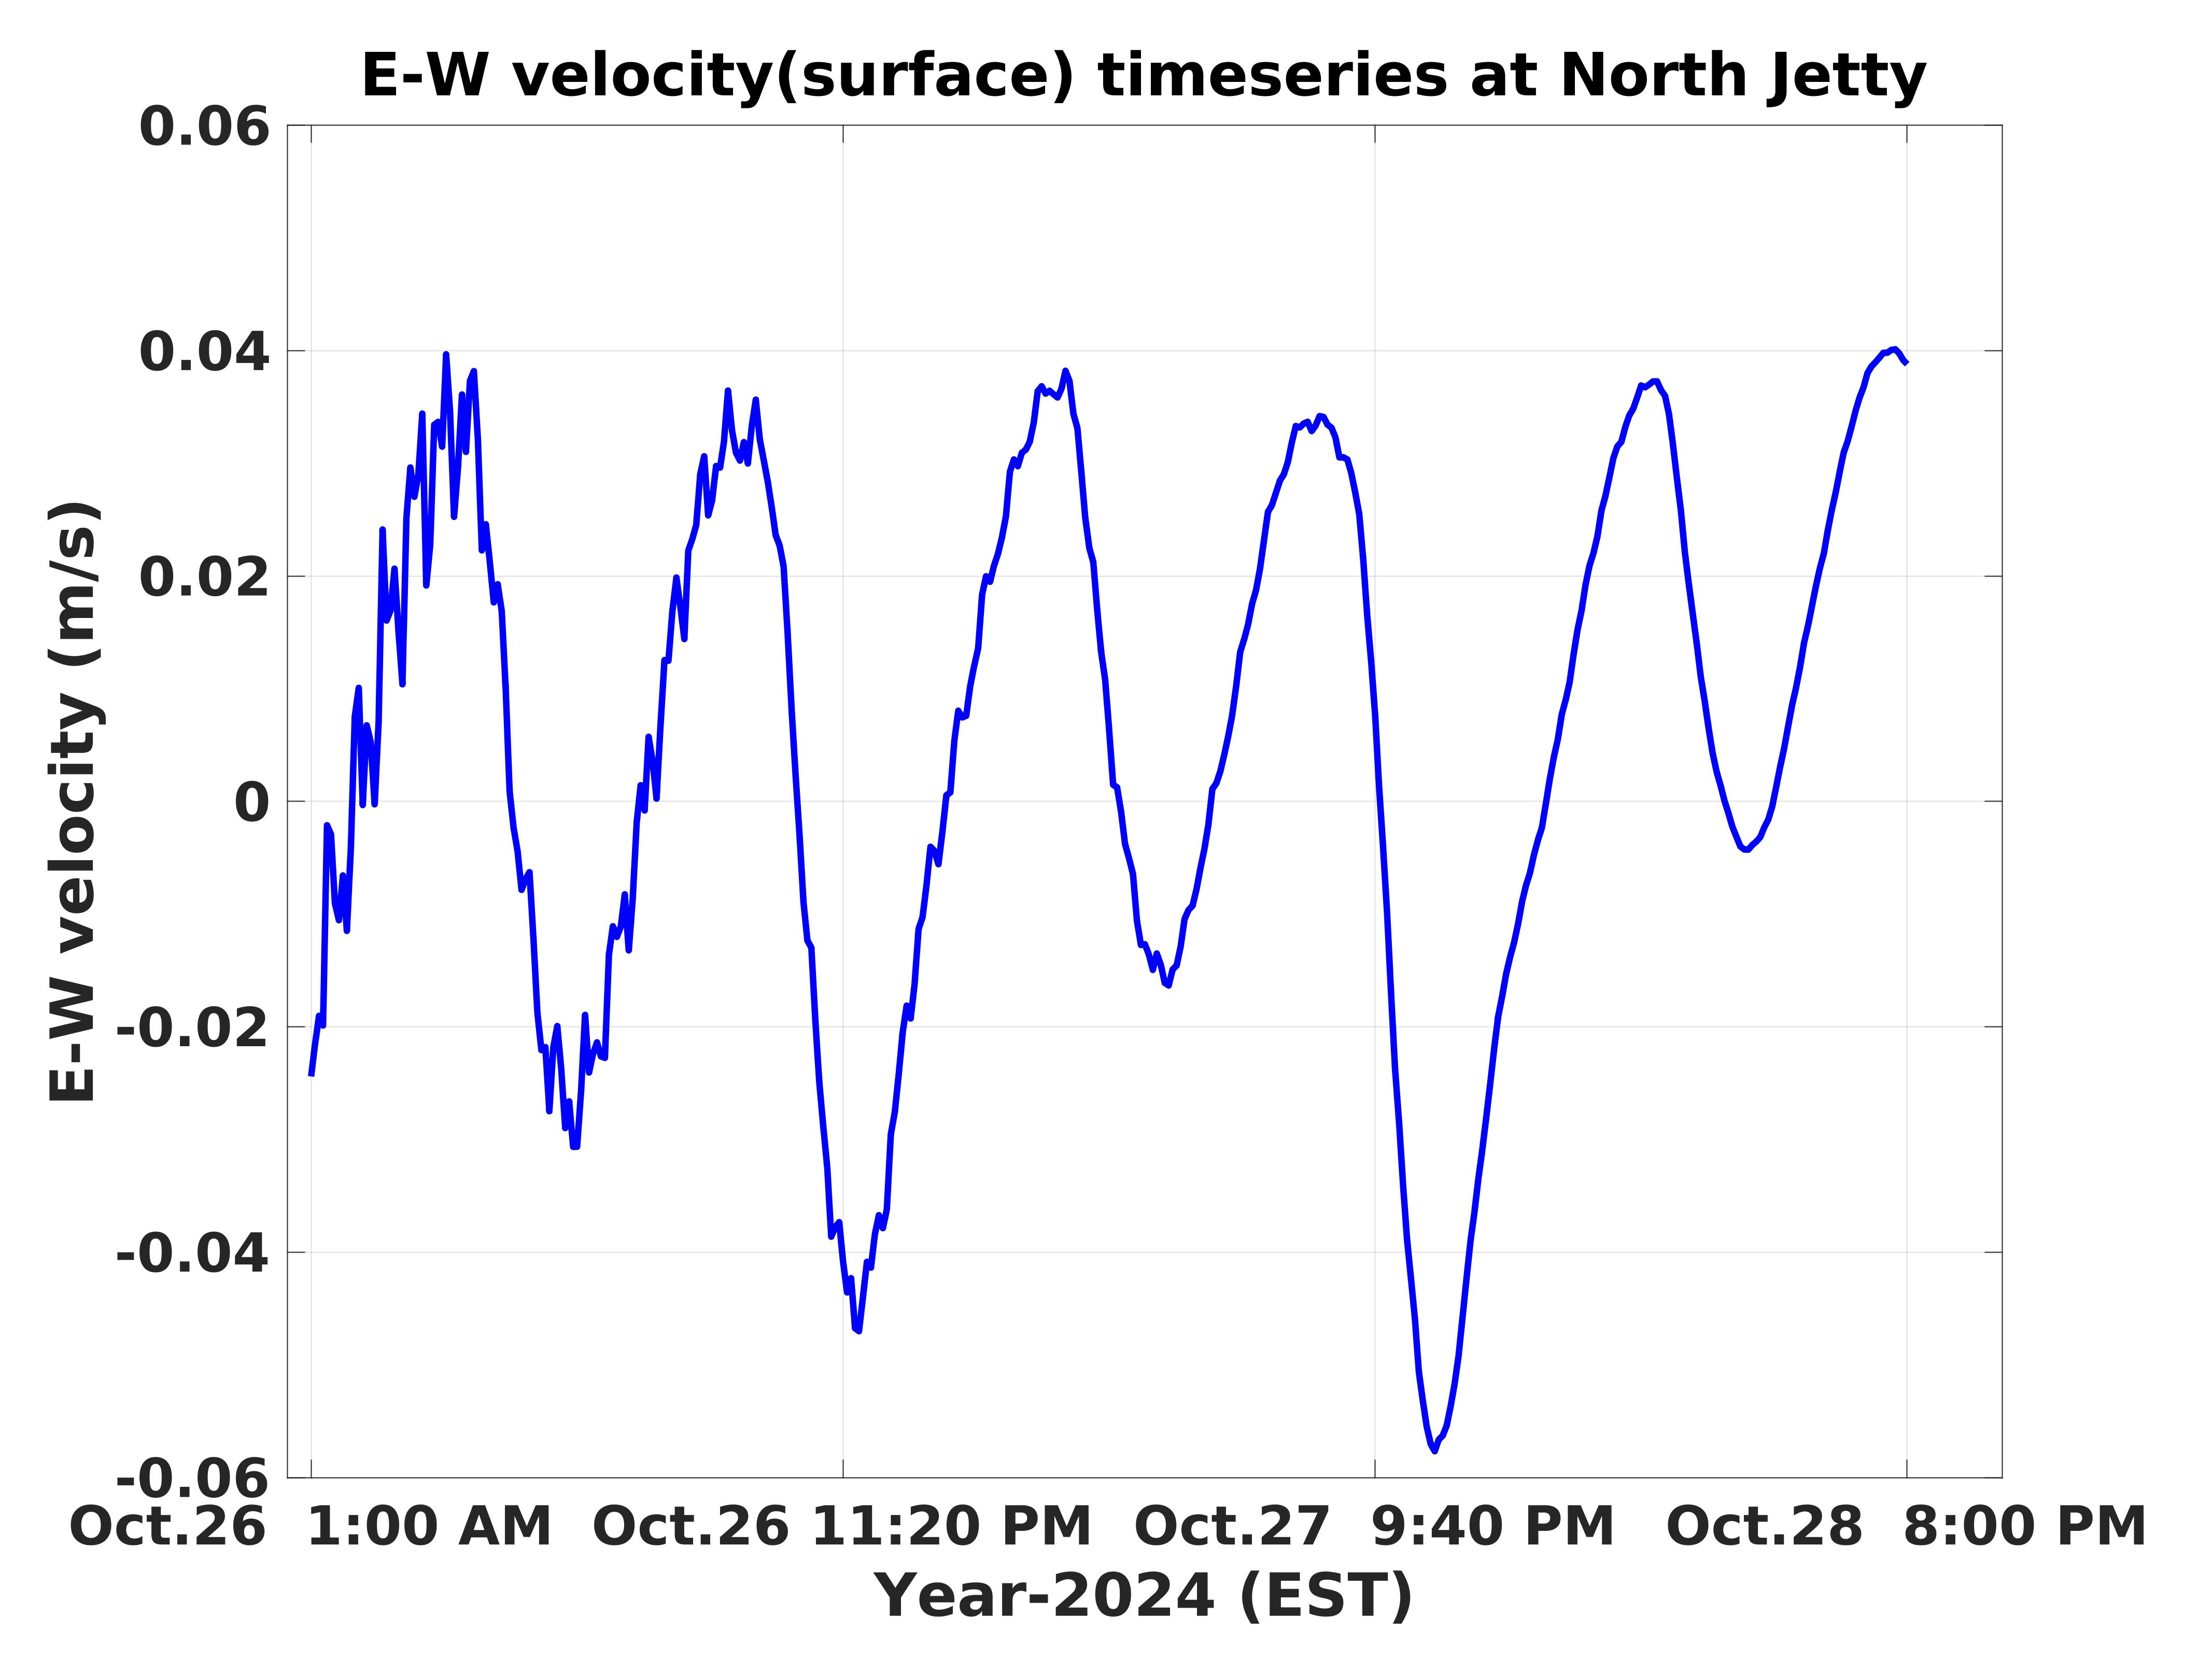 E-W velocity(surface) timeseries at North Jetty
0.06
0.04
0.02
0
-0.02
-0.04
-0.06
E-W velocity (m/s)
Oct.26 1:00 AM Oct.26 11:20 PM Oct.27 9:40 PM Oct.28 8:00 PM
Year-2024 (EST)